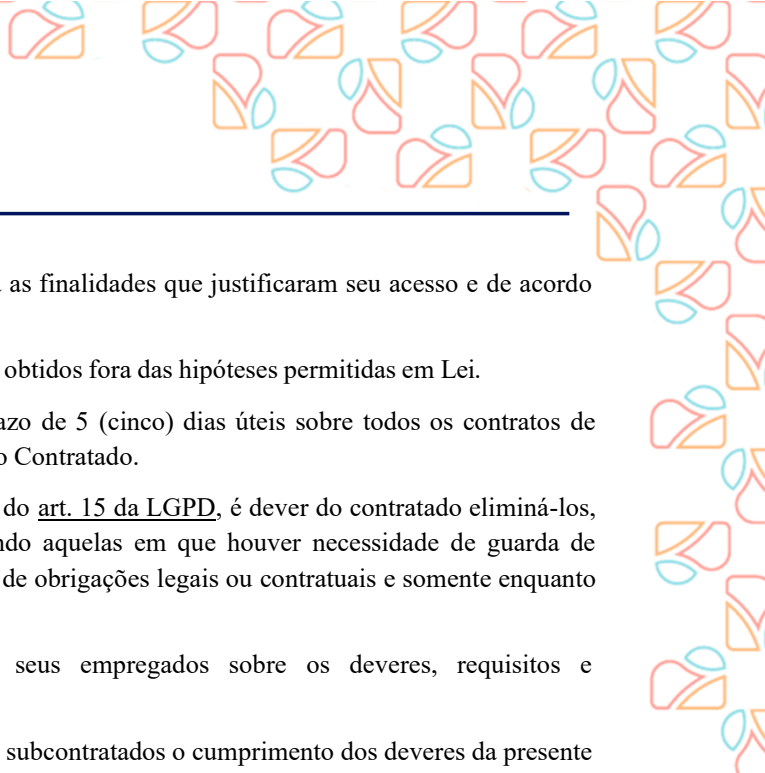 as finalidades que justificaram seu acesso e de acordo
obtidos fora das hipóteses permitidas em Lei.
azo de 5 (cinco) dias úteis sobre todos os contratos de
o Contratado.
do art. 15 da LGPD, é dever do contratado eliminá-los,
ndo aquelas em que houver necessidade de guarda de
de obrigações legais ou contratuais e somente enquanto
seus empregados sobre os deveres, requisitos e
subcontratados o cumprimento dos deveres da presente